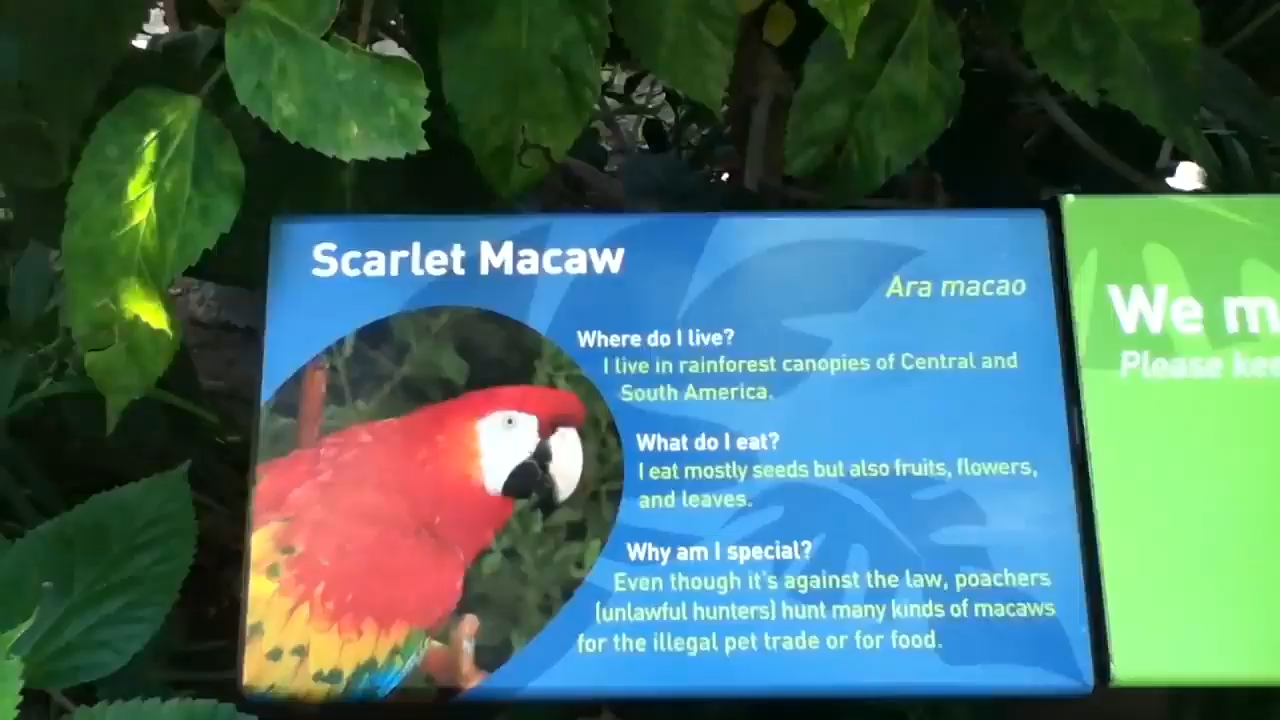 Scarlet Macaw
Ara macao
Where do I live?
I live in rainforest canopies of Central and
South America.
What do I eat?
I eat mostly seeds but also fruits, flowers,
and leaves.
Why am I special?
Even though it's against the law, poachers
(unlawful hunters) hunt many kinds of macaws
for the illegal pet trade or for food.
We m
Please kee